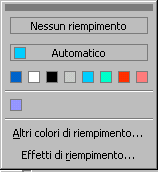 Nessun riempimento
Automatico
Altri colori di riempimento...
Effetti di riempimento...